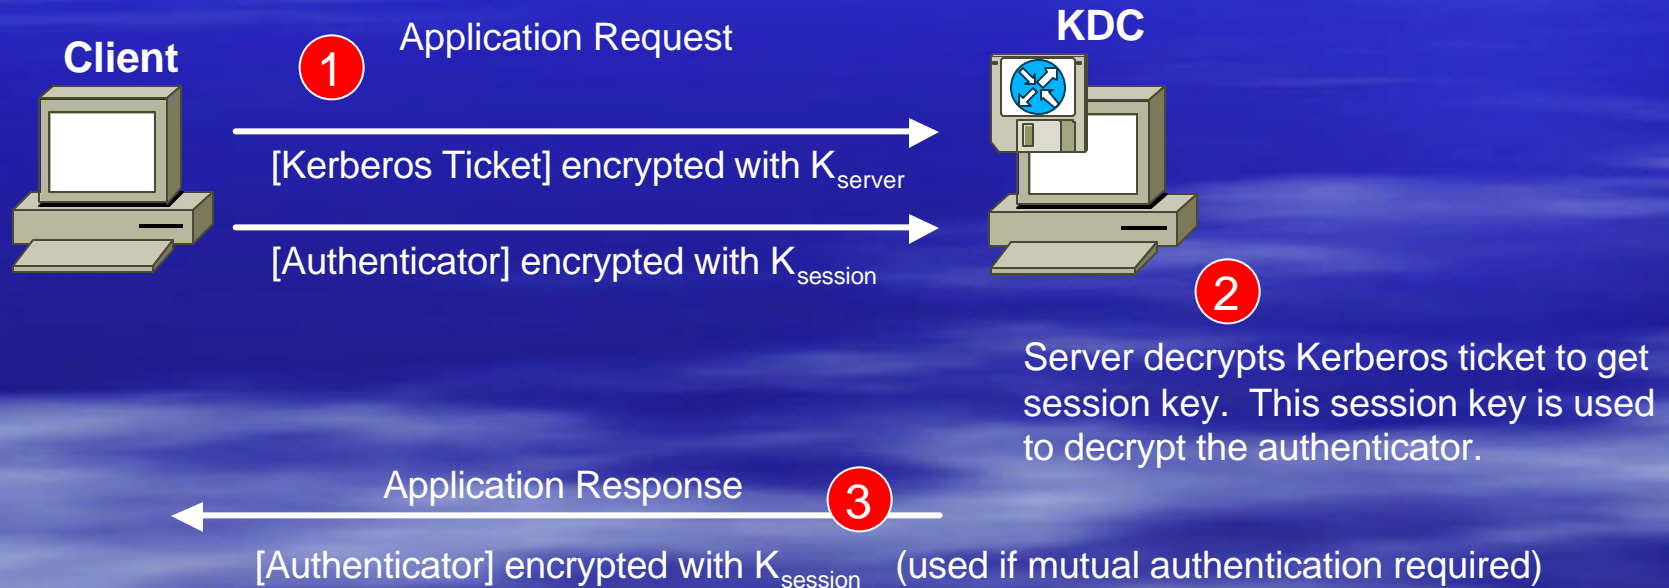 Client
1
Application Request
KDC
[Kerberos Ticket] encrypted with Kserver
[Authenticator] encrypted with Ksession
2
Server decrypts Kerberos ticket to get
session key. This session key is used
to decrypt the authenticator.
Application Response
3
[Authenticator] encrypted with Ksession (used if mutual authentication required)